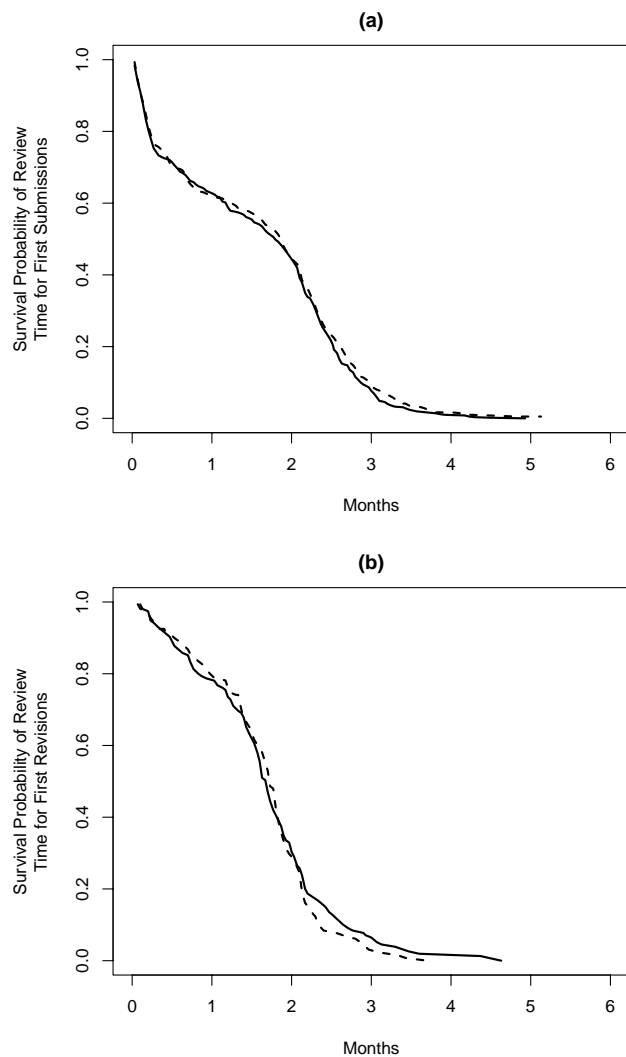 (a)
Survival Probability of Review
Time for First Submissions
1.0
0.8
0.6
0.4
0.2
0.0
0 1 2 3 4 5 6
Months
(b)
Survival Probability of Review
Time for First Revisions
1.0
0.8
0.6
0.4
0.2
0.0
0 1 2 3 4 5 6
Months